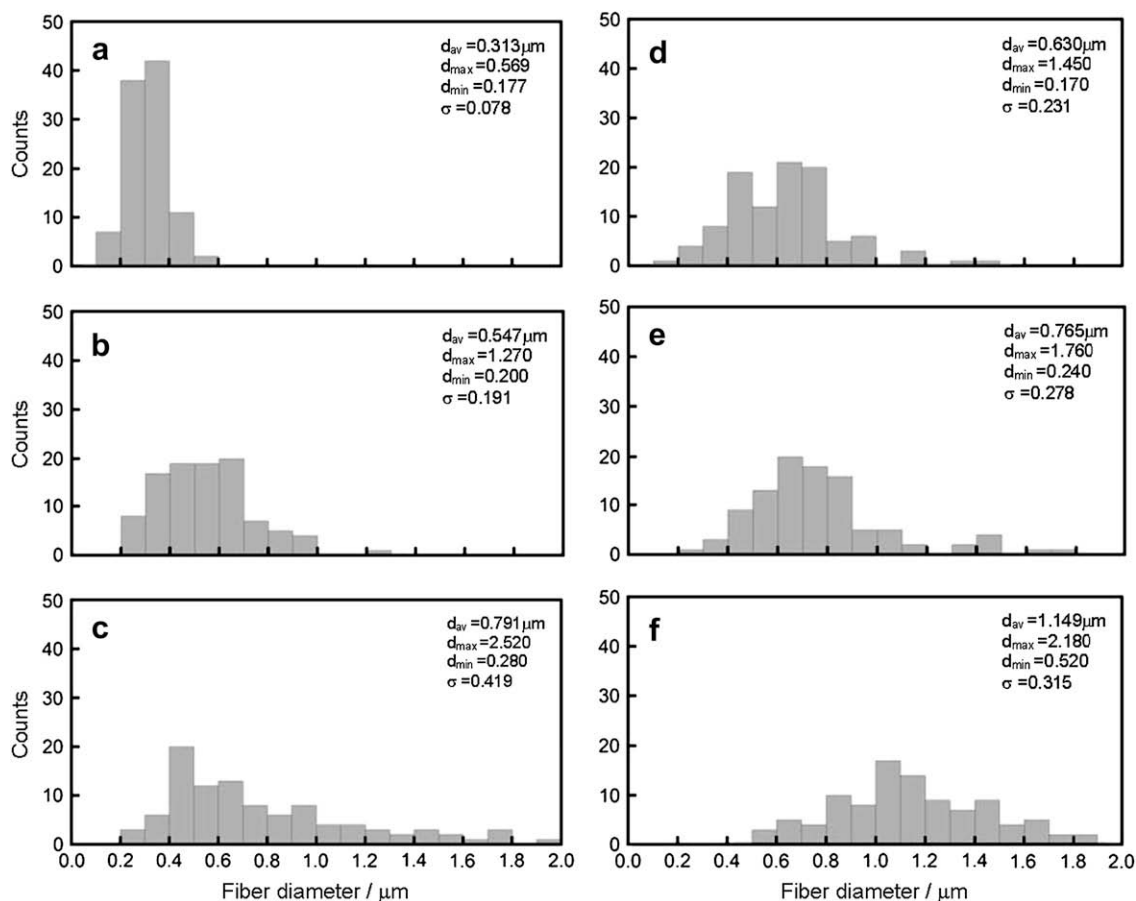 a
d_av =0.313μm
d_max =0.569
d_min =0.177
σ =0.078
50
40
30
20
10
0
Counts
d
d_av =0.630μm
d_max =1.450
d_min =0.170
σ =0.231
50
40
30
20
10
0
b
d_av =0.547μm
d_max =1.270
d_min =0.200
σ =0.191
50
40
30
20
10
0
Counts
e
d_av =0.765μm
d_max =1.760
d_min =0.240
σ =0.278
50
40
30
20
10
0
c
d_av =0.791μm
d_max =2.520
d_min =0.280
σ =0.419
50
40
30
20
10
0
Counts
0.0 0.2 0.4 0.6 0.8 1.0 1.2 1.4 1.6 1.8 2.0
Fiber diameter / μm
f
d_av =1.149μm
d_max =2.180
d_min =0.520
σ =0.315
50
40
30
20
10
0
0.0 0.2 0.4 0.6 0.8 1.0 1.2 1.4 1.6 1.8 2.0
Fiber diameter / μm